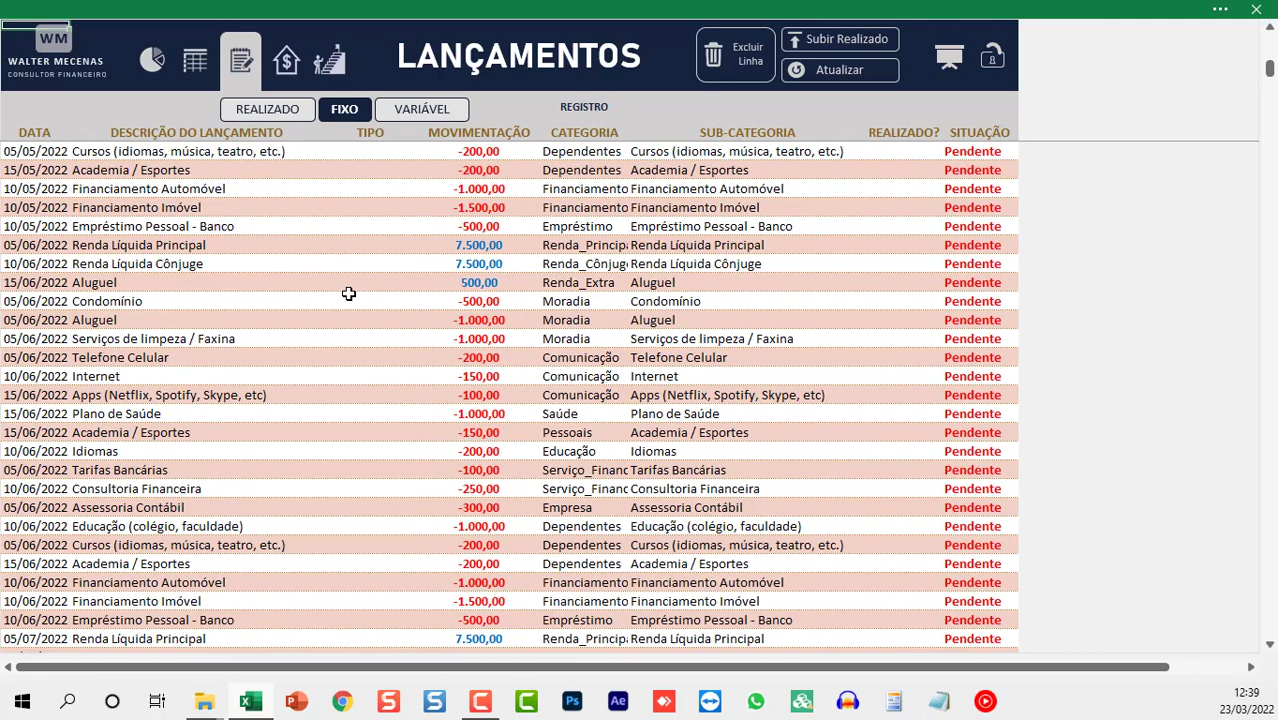 WM
WALTER MECENAS
CONSULTOR FINANCEIRO
LANÇAMENTOS
Excluir
Linha
Subir Realizado
Atualizar
REALIZADO FIXO VARIÁVEL REGISTRO
DATA DESCRIÇÃO DO LANÇAMENTO TIPO MOVIMENTAÇÃO CATEGORIA SUB-CATEGORIA REALIZADO? SITUAÇÃO
05/05/2022 Cursos (idiomas, música, teatro, etc.) -200,00 Dependentes Cursos (idiomas, música, teatro, etc.) Pendente
15/05/2022 Academia / Esportes -200,00 Dependentes Academia / Esportes Pendente
10/05/2022 Financiamento Automóvel -1.000,00 Financiamento Financiamento Automóvel Pendente
10/05/2022 Financiamento Imóvel -1.500,00 Financiamento Financiamento Imóvel Pendente
10/05/2022 Empréstimo Pessoal - Banco -500,00 Empréstimo Empréstimo Pessoal - Banco Pendente
05/06/2022 Renda Líquida Principal 7.500,00 Renda_Principa Renda Líquida Principal Pendente
10/06/2022 Renda Líquida Cônjuge 7.500,00 Renda_Cônjug Renda Líquida Cônjuge Pendente
15/06/2022 Aluguel 500,00 Renda_Extra Aluguel Pendente
05/06/2022 Condomínio -500,00 Moradia Condomínio Pendente
05/06/2022 Aluguel -1.000,00 Moradia Aluguel Pendente
05/06/2022 Serviços de limpeza / Faxina -1.000,00 Moradia Serviços de limpeza / Faxina Pendente
05/06/2022 Telefone Celular -200,00 Comunicação Telefone Celular Pendente
10/06/2022 Internet -150,00 Comunicação Internet Pendente
15/06/2022 Apps (Netflix, Spotify, Skype, etc) -100,00 Comunicação Apps (Netflix, Spotify, Skype, etc) Pendente
15/06/2022 Plano de Saúde -1.000,00 Saúde Plano de Saúde Pendente
15/06/2022 Academia / Esportes -150,00 Pessoais Academia / Esportes Pendente
10/06/2022 Idiomas -200,00 Educação Idiomas Pendente
05/06/2022 Tarifas Bancárias -100,00 Serviço_Financ Tarifas Bancárias Pendente
10/06/2022 Consultoria Financeira -250,00 Serviço_Financ Consultoria Financeira Pendente
05/06/2022 Assessoria Contábil -300,00 Empresa Assessoria Contábil Pendente
10/06/2022 Educação (colégio, faculdade) -1.000,00 Dependentes Educação (colégio, faculdade) Pendente
05/06/2022 Cursos (idiomas, música, teatro, etc.) -200,00 Dependentes Cursos (idiomas, música, teatro, etc.) Pendente
15/06/2022 Academia / Esportes -200,00 Dependentes Academia / Esportes Pendente
10/06/2022 Financiamento Automóvel -1.000,00 Financiamento Financiamento Automóvel Pendente
10/06/2022 Financiamento Imóvel -1.500,00 Financiamento Financiamento Imóvel Pendente
10/06/2022 Empréstimo Pessoal - Banco -500,00 Empréstimo Empréstimo Pessoal - Banco Pendente
05/07/2022 Renda Líquida Principal 7.500,00 Renda_Principa Renda Líquida Principal Pendente
Ps Ae
12:39
23/03/2022